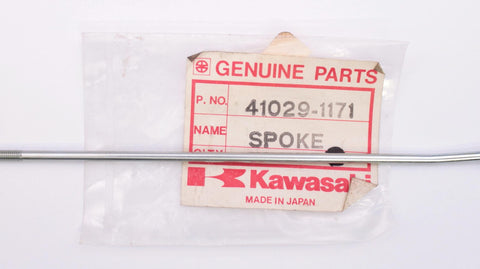 GENUINE PARTS
P. NO. 41029-1171
NAME SPOKE
Kawasaki
MADE IN JAPAN